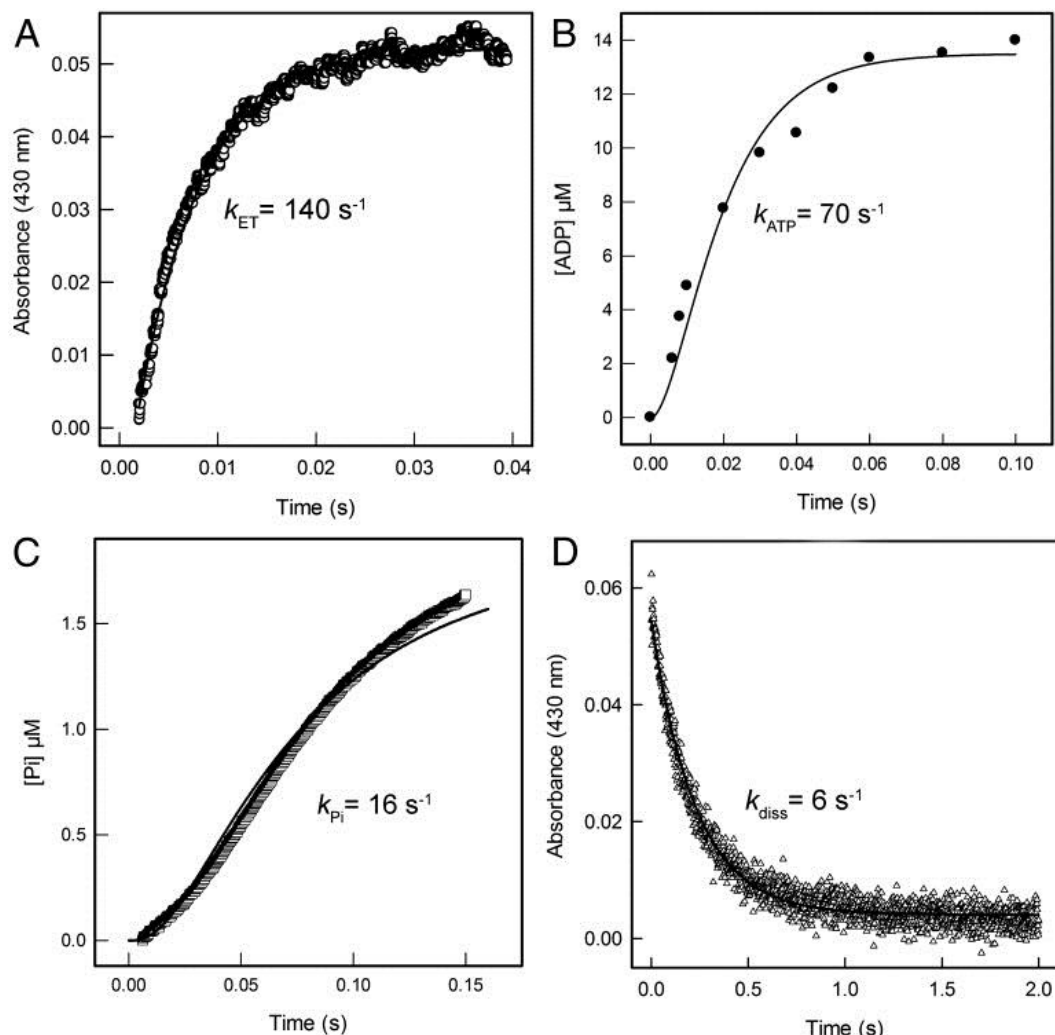 A
Absorbance (430 nm)
0.05
0.04
0.03
0.02
0.01
0.00
k_ET = 140 s⁻¹
0.00 0.01 0.02 0.03 0.04
Time (s)
B
[ADP] µM
14
12
10
8
6
4
2
0
k_ATP = 70 s⁻¹
0.00 0.02 0.04 0.06 0.08 0.10
Time (s)
C
[Pi] µM
1.5
1.0
0.5
0.0
k_Pi = 16 s⁻¹
0.00 0.05 0.10 0.15
Time (s)
D
Absorbance (430 nm)
0.06
0.04
0.02
0.00
k_diss = 6 s⁻¹
0.0 0.5 1.0 1.5 2.0
Time (s)